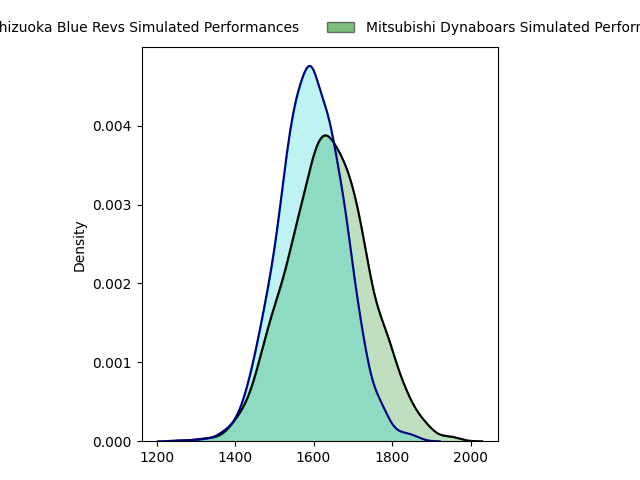 hizuoka Blue Revs Simulated Performances
Mitsubishi Dynaboars Simulated Perfor
0.004
0.003
0.002
0.001
0.000
Density
1200 1400 1600 1800 2000